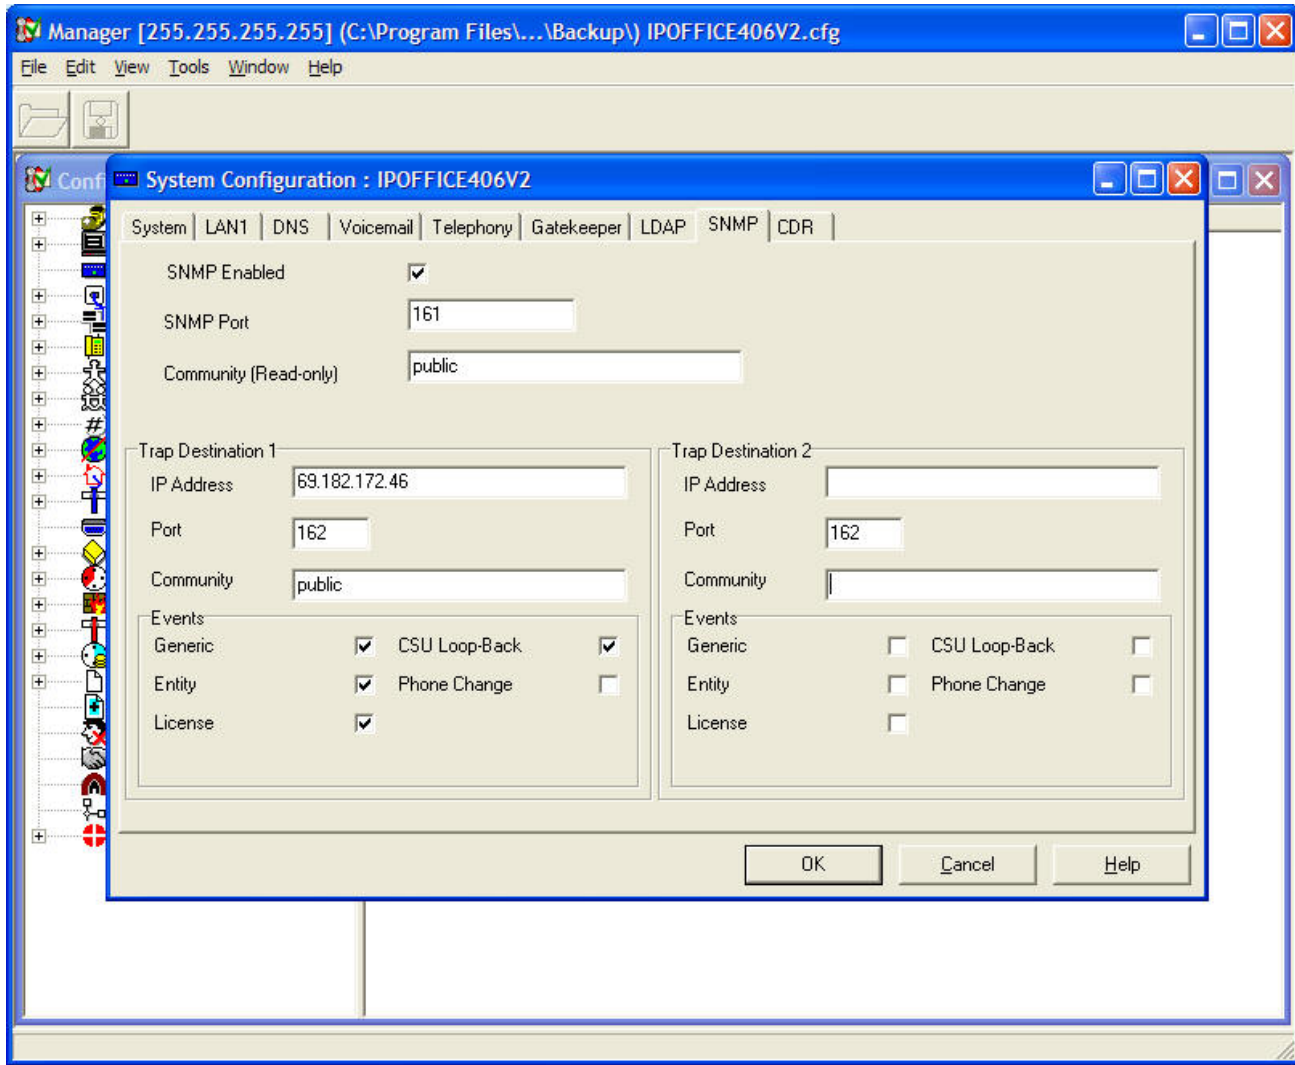 Manager [255.255.255.255] (C:\Program Files\...\Backup\) IPOFFICE406V2.cfg
File Edit View Tools Window Help
Confi
System Configuration : IPOFFICE406V2
System LAN1 DNS Voicemail Telephony Gatekeeper LDAP SNMP CDR
SNMP Enabled
SNMP Port 161
Community (Read-only) public
Trap Destination 1
IP Address 69.182.172.46
Port 162
Community public
Events
Generic CSU Loop-Back
Entity Phone Change
License
Trap Destination 2
IP Address
Port 162
Community
Events
Generic CSU Loop-Back
Entity Phone Change
License
OK Cancel Help